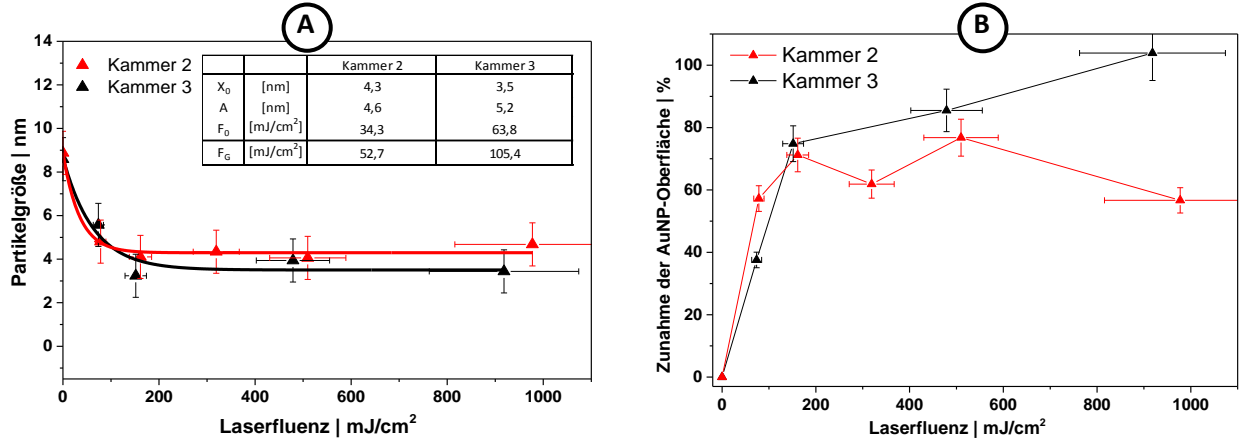 A
14
12
10
8
6
4
2
0
Partikelgröße | nm
Kammer 2
Kammer 3
Kammer 2 Kammer 3
X₀ [nm] 4,3 3,5
A [nm] 4,6 5,2
F₀ [mJ/cm²] 34,3 63,8
F_G [mJ/cm²] 52,7 105,4
0 200 400 600 800 1000
Laserfluenz | mJ/cm²
B
100
80
60
40
20
0
Zunahme der AuNP-Oberfläche | %
Kammer 2
Kammer 3
0 200 400 600 800 1000
Laserfluenz | mJ/cm²